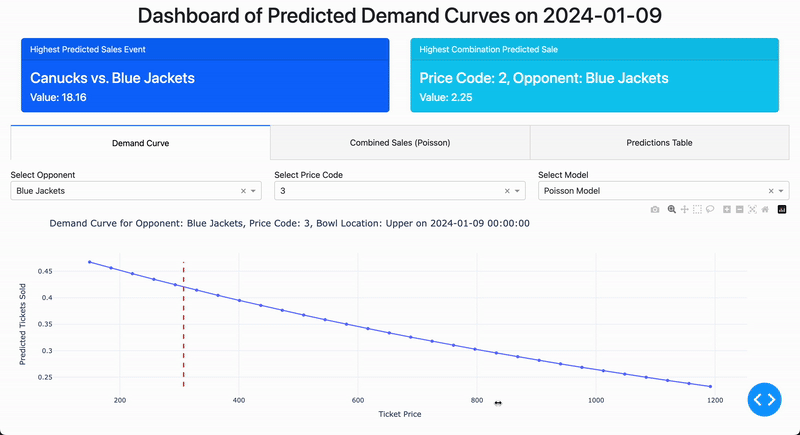 Dashboard of Predicted Demand Curves on 2024-01-09
Highest Predicted Sales Event
Canucks vs. Blue Jackets
Value: 18.16
Highest Combination Predicted Sale
Price Code: 2, Opponent: Blue Jackets
Value: 2.25
Demand Curve
Combined Sales (Poisson)
Predictions Table
Select Opponent
Blue Jackets
Select Price Code
3
Select Model
Poisson Model
Demand Curve for Opponent: Blue Jackets, Price Code: 3, Bowl Location: Upper on 2024-01-09 00:00:00
Predicted Tickets Sold
0.45
0.4
0.35
0.3
0.25
200
400
600
800
1000
1200
Ticket Price